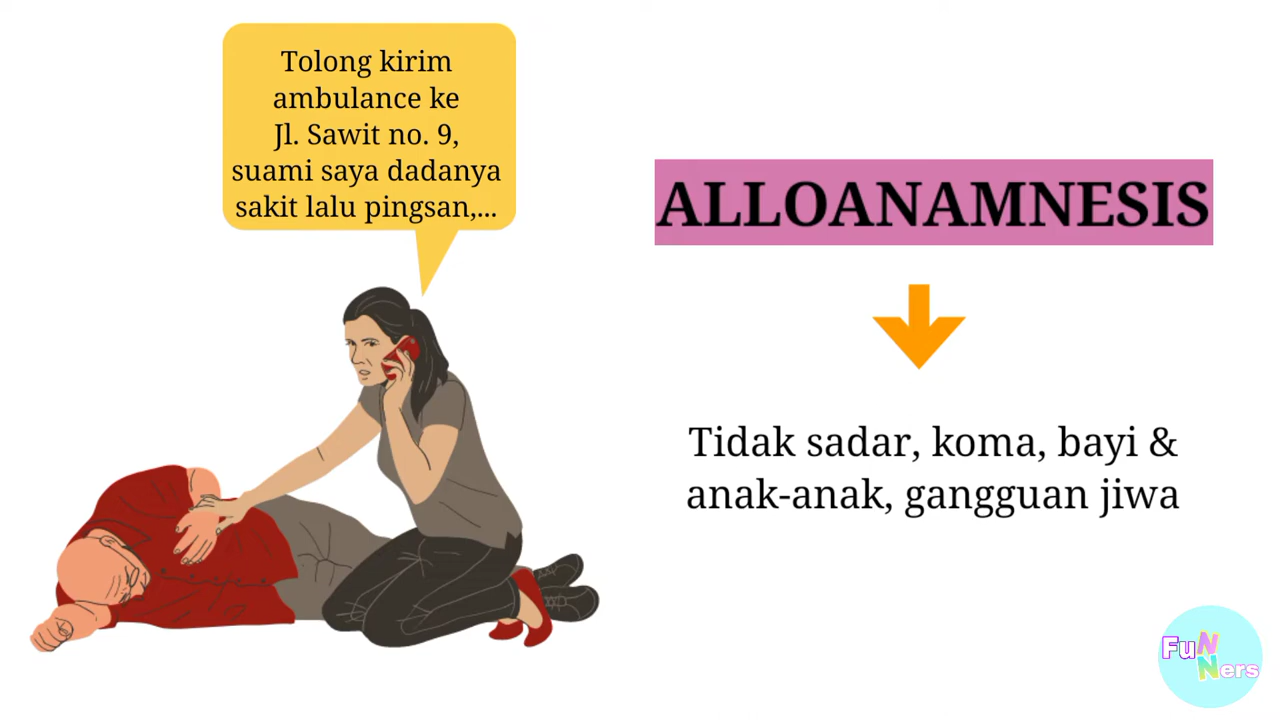 Tolong kirim
ambulance ke
Jl. Sawit no. 9,
suami saya dadanya
sakit lalu pingsan,...
ALLOANAMNESIS
Tidak sadar, koma, bayi &
anak-anak, gangguan jiwa
FuN
Ners